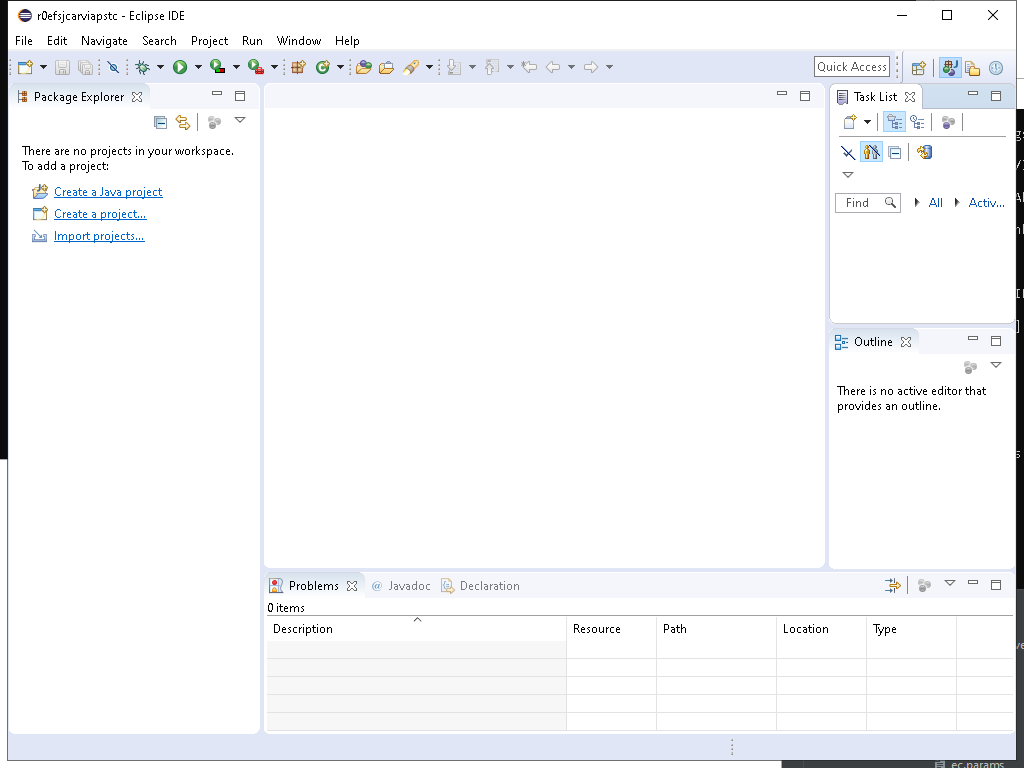 r0efsjcarviapstc - Eclipse IDE
File Edit Navigate Search Project Run Window Help
Quick Access
Package Explorer
There are no projects in your workspace.
To add a project:
Create a Java project
Create a project...
Import projects...
Task List
Find All Activ...
Outline
There is no active editor that
provides an outline.
Problems @ Javadoc Declaration
0 items
Description Resource Path Location Type
ec.params